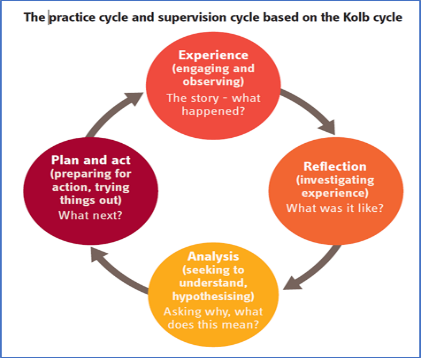 The practice cycle and supervision cycle based on the Kolb cycle
Experience
(engaging and
observing)
The story - what
happened?
Reflection
(investigating
experience)
What was it like?
Analysis
(seeking to
understand,
hypothesising)
Asking why, what
does this mean?
Plan and act
(preparing for
action, trying
things out)
What next?